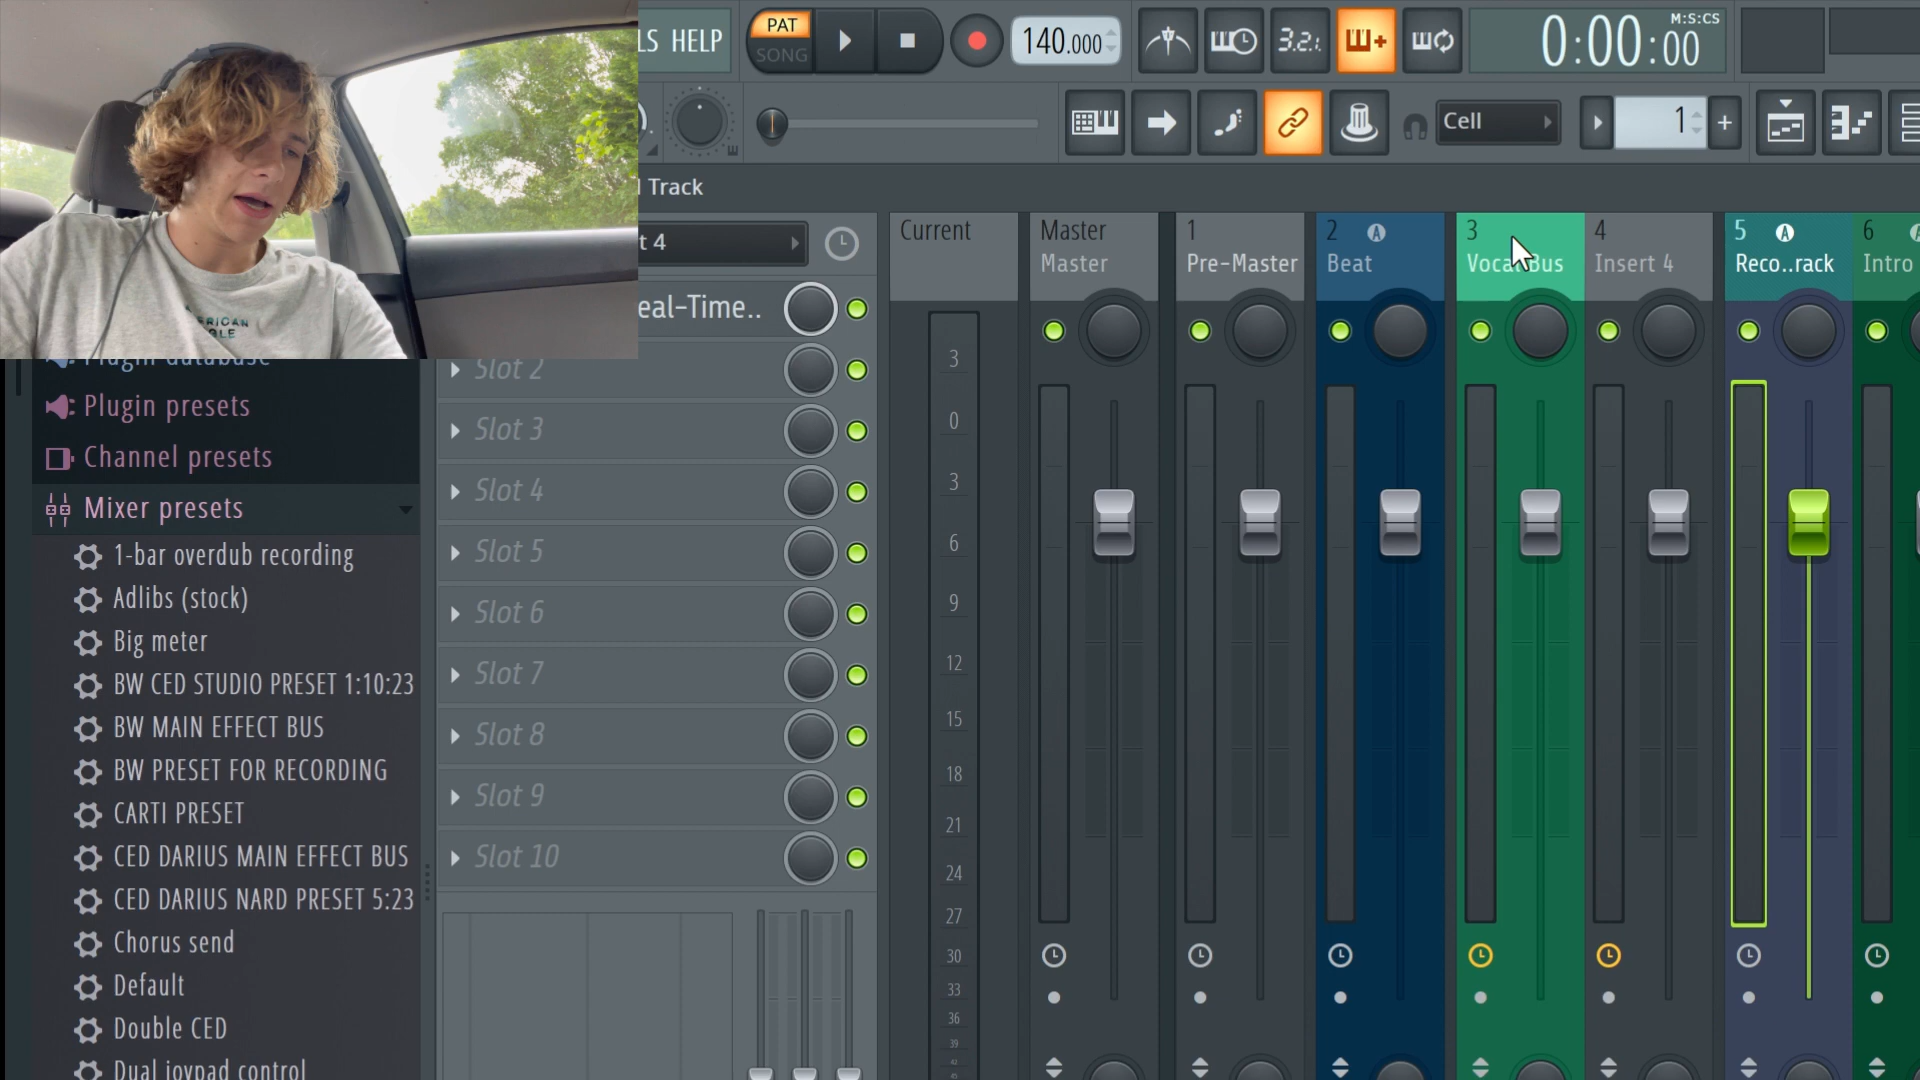 LS HELP
PAT
SONG
140.000
3.2.1
M:S:CS
0:00:00
Cell
1
Track
t 4
Current
Master
Master
1
Pre-Master
2
Beat
3
4
Insert 4
5
Reco..rack
6
Intro
eal-Time..
Slot 2
Slot 3
Slot 4
Slot 5
Slot 6
Slot 7
Slot 8
Slot 9
Slot 10
3
0
3
6
9
12
15
18
21
24
27
30
33
36
39
Plugin database
Plugin presets
Channel presets
Mixer presets
1-bar overdub recording
Adlibs (stock)
Big meter
BW CED STUDIO PRESET 1:10:23
BW MAIN EFFECT BUS
BW PRESET FOR RECORDING
CARTI PRESET
CED DARIUS MAIN EFFECT BUS
CED DARIUS NARD PRESET 5:23
Chorus send
Default
Double CED
Dual joypad control